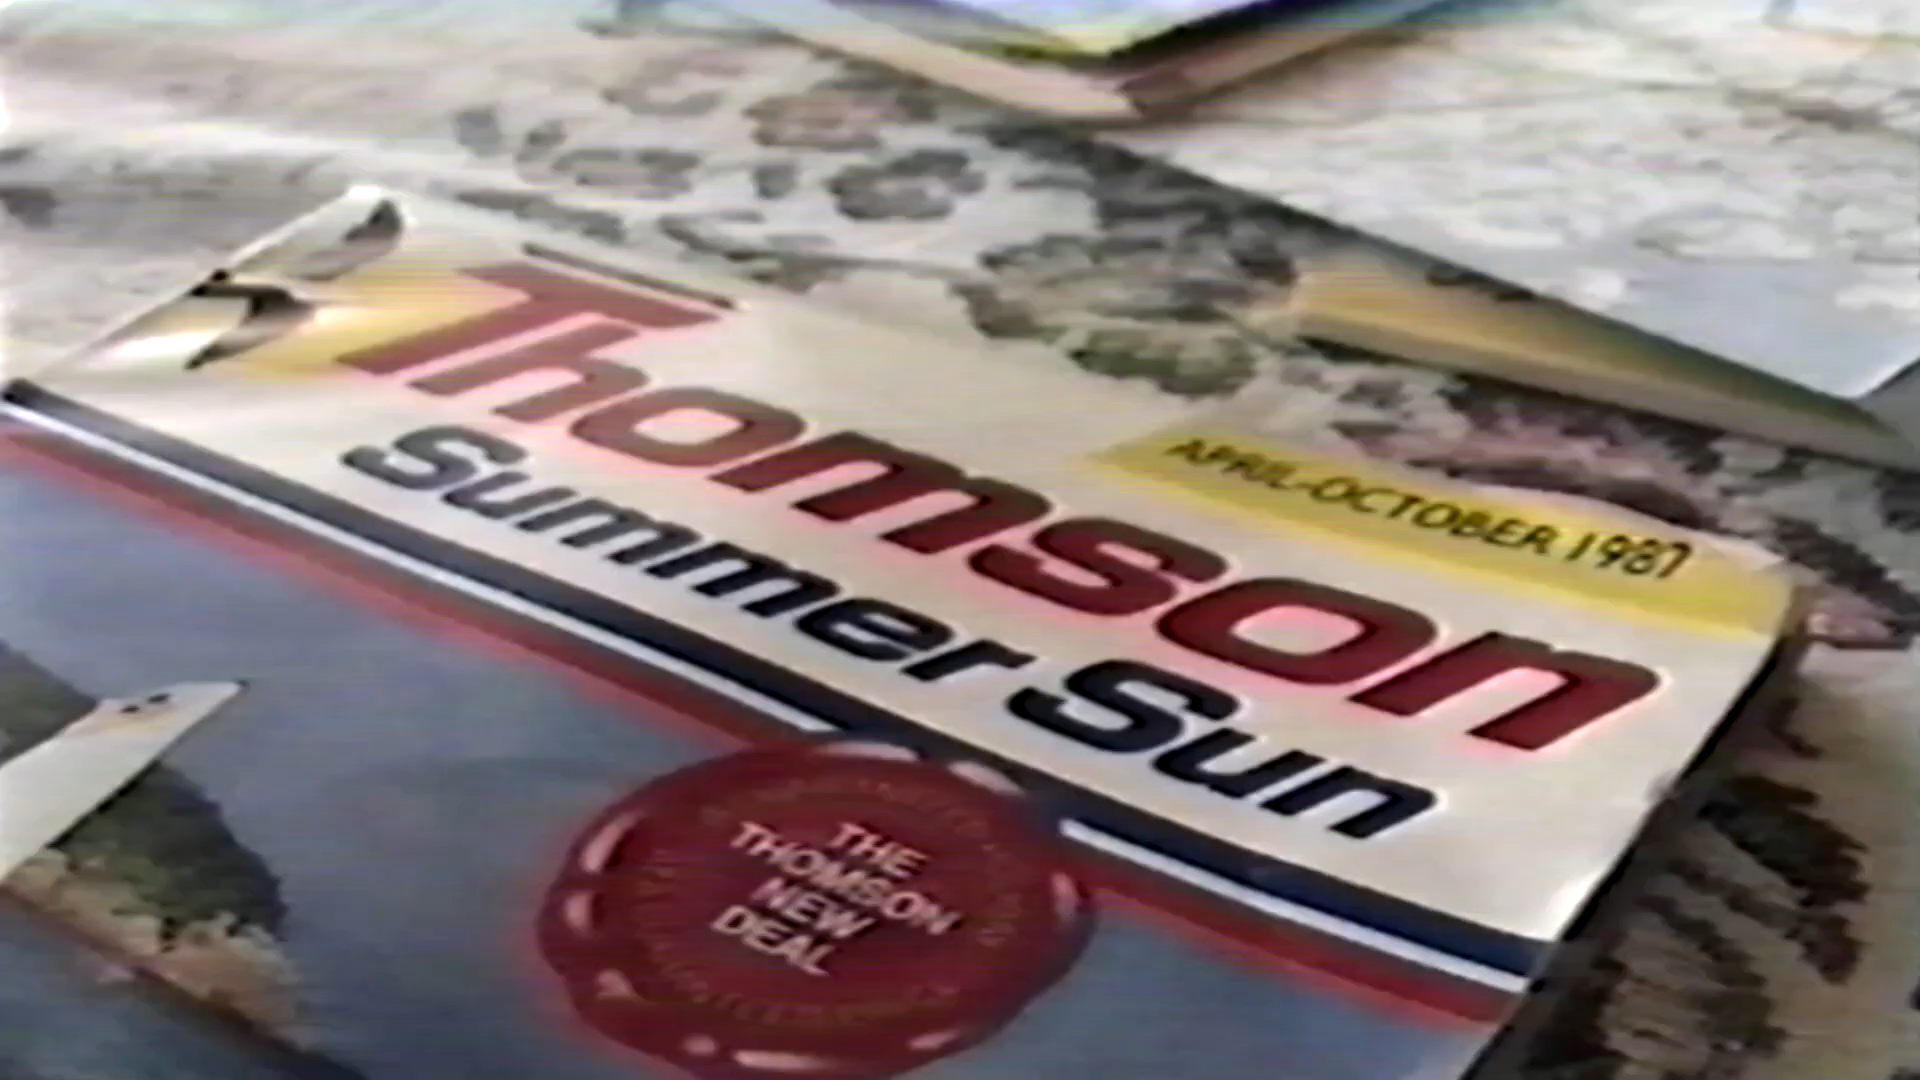 Thomson
APRIL-OCTOBER 1987
Summer Sun
THE
THOMSON
NEW
DEAL